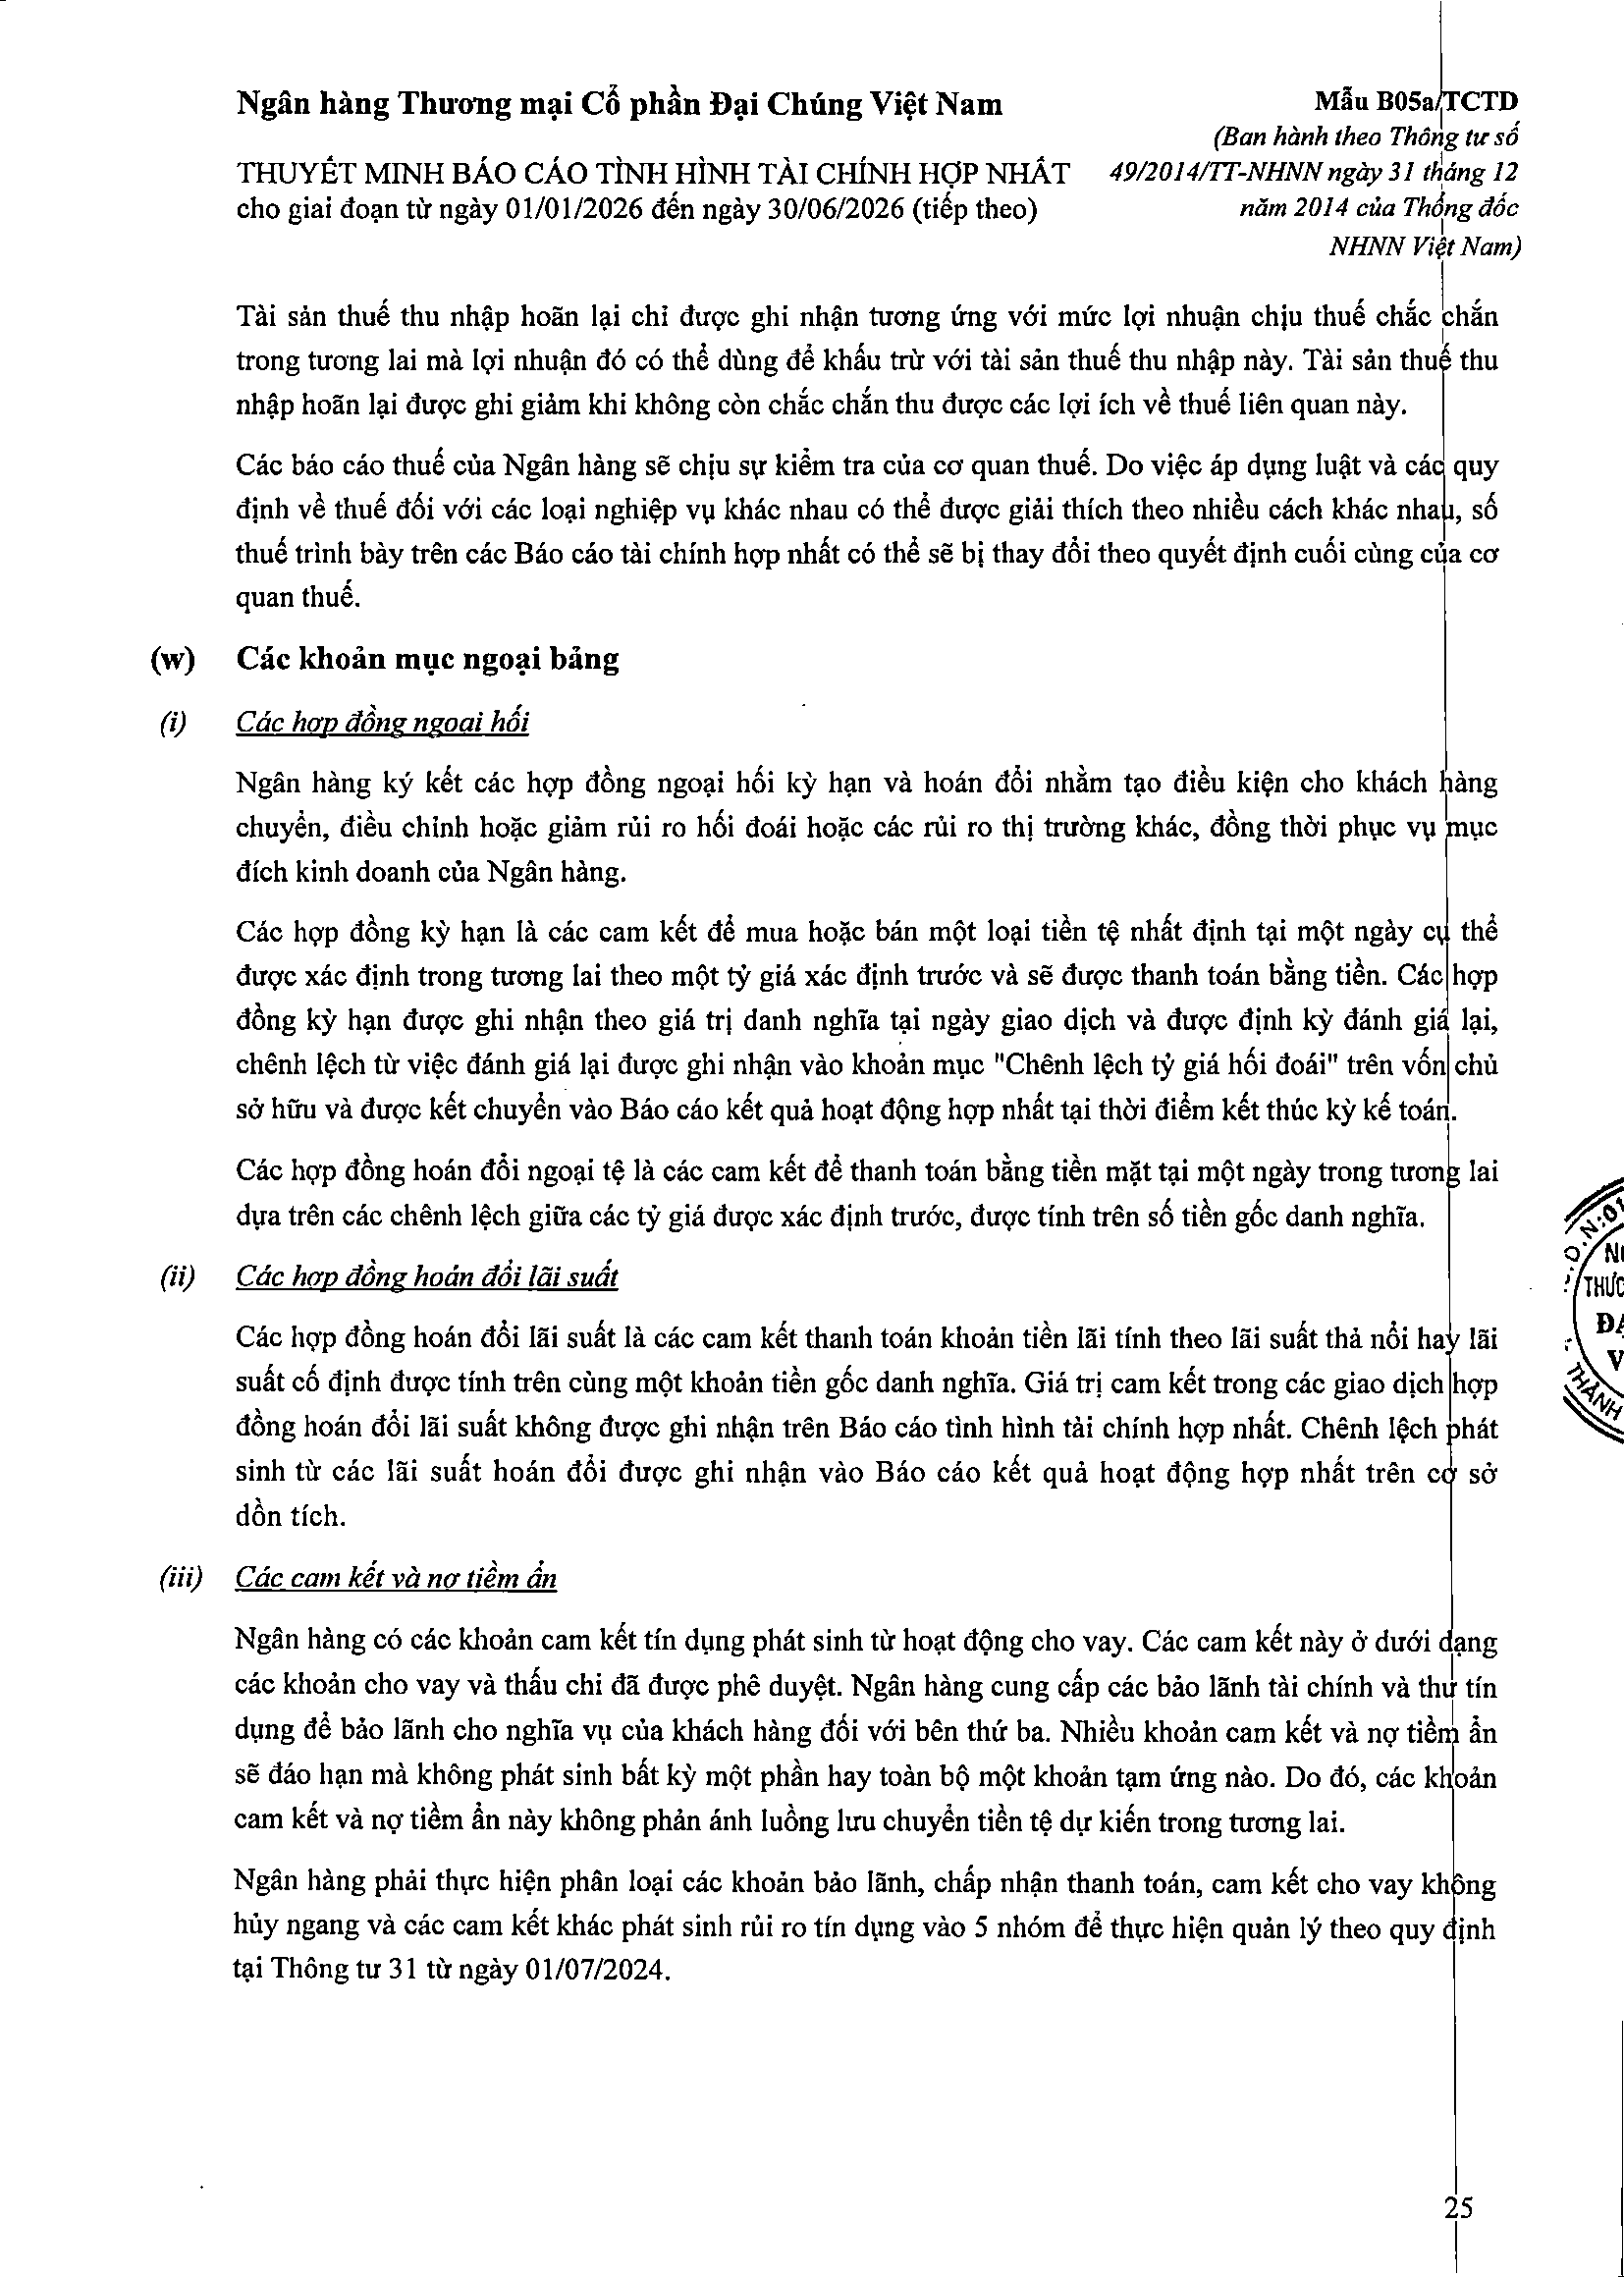 Ngân hàng Thương mại Cổ phần Đại Chúng Việt Nam
Mẫu B05a/TCTD
(Ban hành theo Thông tư số
THUYẾT MINH BÁO CÁO TÌNH HÌNH TÀI CHÍNH HỢP NHẤT
49/2014/TT-NHNN ngày 31 tháng 12
cho giai đoạn từ ngày 01/01/2026 đến ngày 30/06/2026 (tiếp theo)
năm 2014 của Thống đốc
NHNN Việt Nam)
Tài sản thuế thu nhập hoãn lại chỉ được ghi nhận tương ứng với mức lợi nhuận chịu thuế chắc chắn
trong tương lai mà lợi nhuận đó có thể dùng để khấu trừ với tài sản thuế thu nhập này. Tài sản thuế thu
nhập hoãn lại được ghi giảm khi không còn chắc chắn thu được các lợi ích về thuế liên quan này.
Các báo cáo thuế của Ngân hàng sẽ chịu sự kiểm tra của cơ quan thuế. Do việc áp dụng luật và các quy
định về thuế đối với các loại nghiệp vụ khác nhau có thể được giải thích theo nhiều cách khác nhau, số
thuế trình bày trên các Báo cáo tài chính hợp nhất có thể sẽ bị thay đổi theo quyết định cuối cùng của cơ
quan thuế.
(w) Các khoản mục ngoại bảng
(i) Các hợp đồng ngoại hối
Ngân hàng ký kết các hợp đồng ngoại hối kỳ hạn và hoán đổi nhằm tạo điều kiện cho khách hàng
chuyển, điều chỉnh hoặc giảm rủi ro hối đoái hoặc các rủi ro thị trường khác, đồng thời phục vụ mục
đích kinh doanh của Ngân hàng.
Các hợp đồng kỳ hạn là các cam kết để mua hoặc bán một loại tiền tệ nhất định tại một ngày cụ thể
được xác định trong tương lai theo một tỷ giá xác định trước và sẽ được thanh toán bằng tiền. Các hợp
đồng kỳ hạn được ghi nhận theo giá trị danh nghĩa tại ngày giao dịch và được định kỳ đánh giá lại,
chênh lệch từ việc đánh giá lại được ghi nhận vào khoản mục "Chênh lệch tỷ giá hối đoái" trên vốn chủ
sở hữu và được kết chuyển vào Báo cáo kết quả hoạt động hợp nhất tại thời điểm kết thúc kỳ kế toán.
Các hợp đồng hoán đổi ngoại tệ là các cam kết để thanh toán bằng tiền mặt tại một ngày trong tương lai
dựa trên các chênh lệch giữa các tỷ giá được xác định trước, được tính trên số tiền gốc danh nghĩa.
(ii) Các hợp đồng hoán đổi lãi suất
Các hợp đồng hoán đổi lãi suất là các cam kết thanh toán khoản tiền lãi tính theo lãi suất thả nổi hay lãi
suất cố định được tính trên cùng một khoản tiền gốc danh nghĩa. Giá trị cam kết trong các giao dịch hợp
đồng hoán đổi lãi suất không được ghi nhận trên Báo cáo tình hình tài chính hợp nhất. Chênh lệch phát
sinh từ các lãi suất hoán đổi được ghi nhận vào Báo cáo kết quả hoạt động hợp nhất trên cơ sở
dồn tích.
(iii) Các cam kết và nợ tiềm ẩn
Ngân hàng có các khoản cam kết tín dụng phát sinh từ hoạt động cho vay. Các cam kết này ở dưới dạng
các khoản cho vay và thấu chi đã được phê duyệt. Ngân hàng cung cấp các bảo lãnh tài chính và thư tín
dụng để bảo lãnh cho nghĩa vụ của khách hàng đối với bên thứ ba. Nhiều khoản cam kết và nợ tiềm ẩn
sẽ đáo hạn mà không phát sinh bất kỳ một phần hay toàn bộ một khoản tạm ứng nào. Do đó, các khoản
cam kết và nợ tiềm ẩn này không phản ánh luồng lưu chuyển tiền tệ dự kiến trong tương lai.
Ngân hàng phải thực hiện phân loại các khoản bảo lãnh, chấp nhận thanh toán, cam kết cho vay không
hủy ngang và các cam kết khác phát sinh rủi ro tín dụng vào 5 nhóm để thực hiện quản lý theo quy định
tại Thông tư 31 từ ngày 01/07/2024.
THÀNH
25